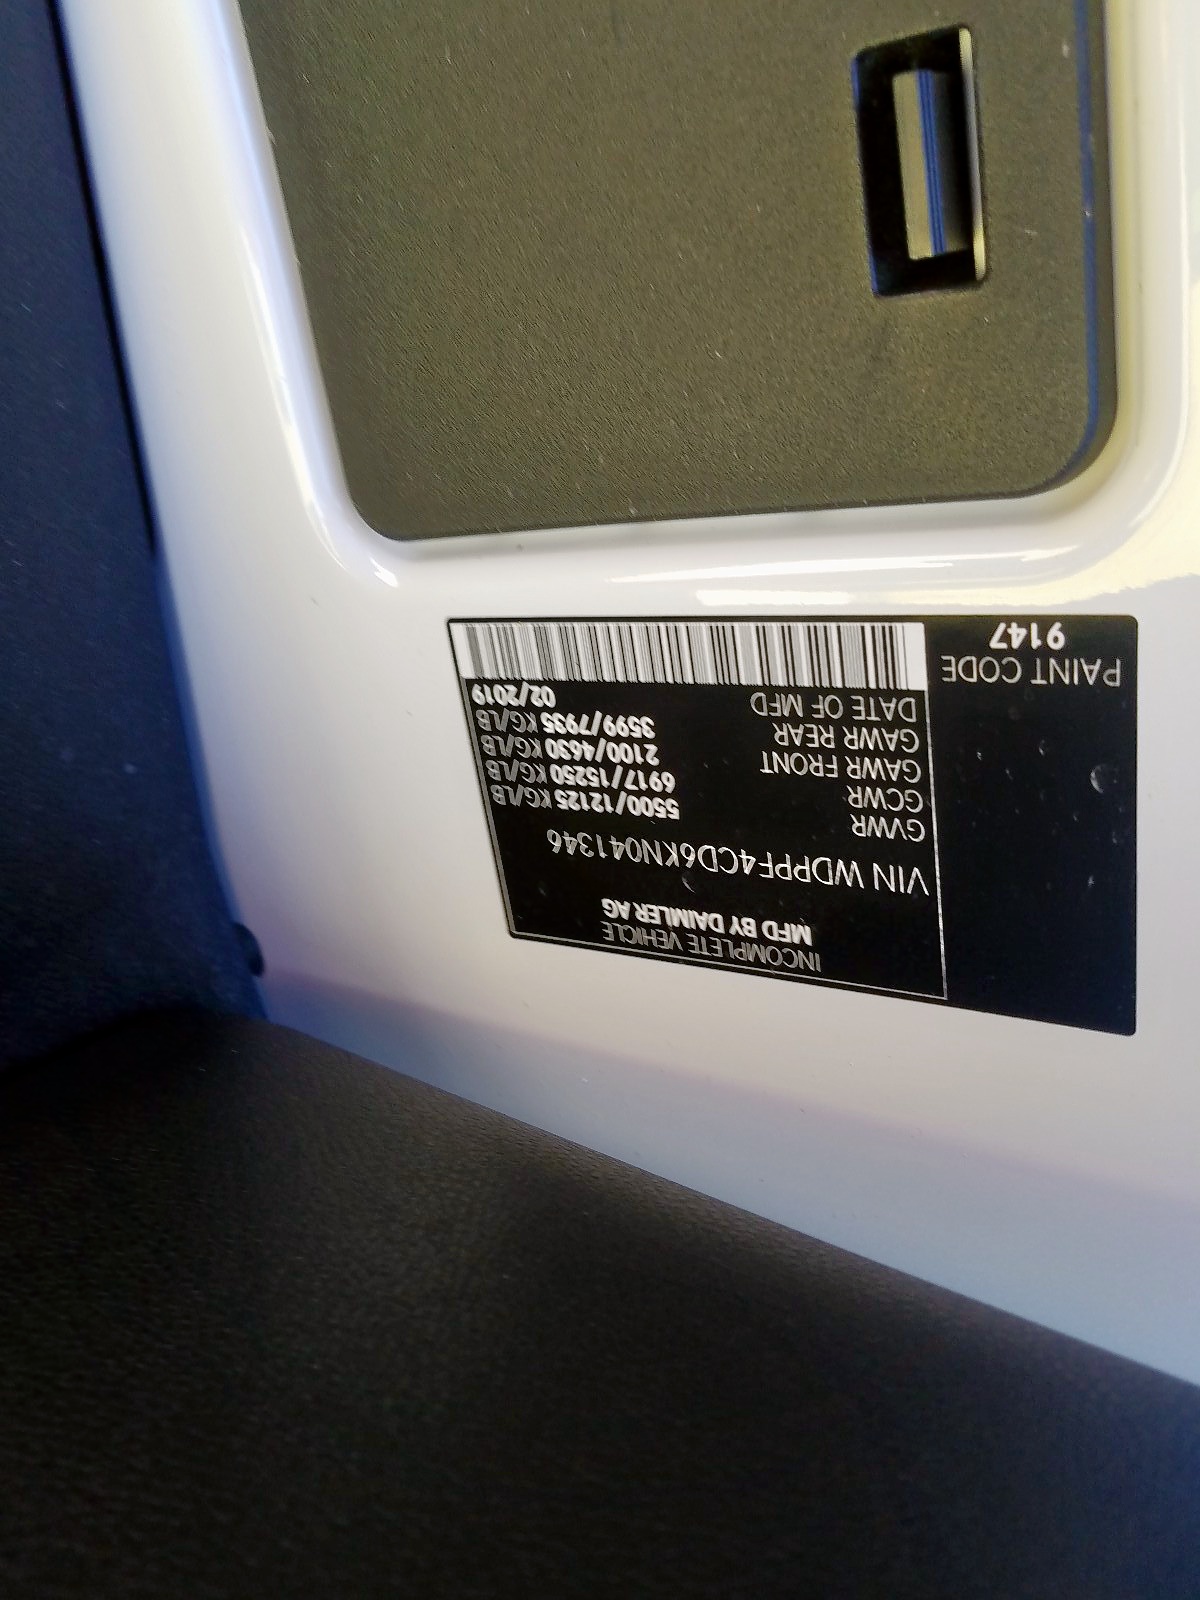 INCOMPLETE VEHICLE
MFD BY DAIMLER AG
VIN WDPPF4CD6KN041346
GVWR 5500/12125 KG/LB
GCWR 6917/15250 KG/LB
GAWR FRONT 2100/4630 KG/LB
GAWR REAR 3599/7935 KG/LB
DATE OF MFD 02/2019
PAINT CODE
9147